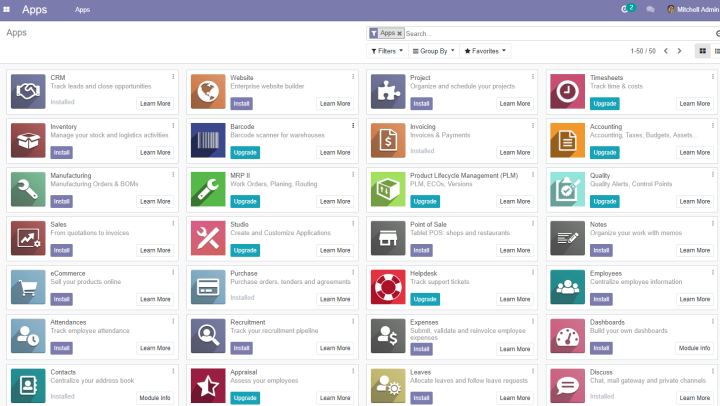 Apps Apps 2 Mitchell Admin
Apps Apps Search...
Filters Group By Favorites 1-50 / 50
CRM Website Project Timesheets
Track leads and close opportunities Enterprise website builder Organize and schedule your projects Track time & costs
Installed Learn More Install Learn More Install Learn More Upgrade Learn More
Inventory Barcode Invoicing Accounting
Manage your stock and logistics activities Barcode scanner for warehouses Invoices & Payments Accounting, Taxes, Budgets, Assets...
Install Learn More Upgrade Learn More Installed Learn More Upgrade Learn More
Manufacturing MRP II Product Lifecycle Management (PLM) Quality
Manufacturing Orders & BOMs Work Orders, Planing, Routing PLM, ECOs, Versions Quality Alerts, Control Points
Install Learn More Upgrade Learn More Upgrade Learn More Upgrade Learn More
Sales Studio Point of Sale Notes
From quotations to invoices Create and Customize Applications Tablet POS: shops and restaurants Organize your work with memos
Install Learn More Upgrade Learn More Install Learn More Install Learn More
eCommerce Purchase Helpdesk Employees
Sell your products online Purchase orders, tenders and agreements Track support tickets Centralize employee information
Install Learn More Installed Learn More Upgrade Learn More Install Learn More
Attendances Recruitment Expenses Dashboards
Track employee attendance Track your recruitment pipeline Submit, validate and reinvoice employee expenses Build your own dashboards
Install Learn More Install Learn More Install Learn More Install Module Info
Contacts Appraisal Leaves Discuss
Centralize your address book Assess your employees Allocate leaves and follow leave requests Chat, mail gateway and private channels
Installed Module Info Upgrade Learn More Install Learn More Installed Learn More